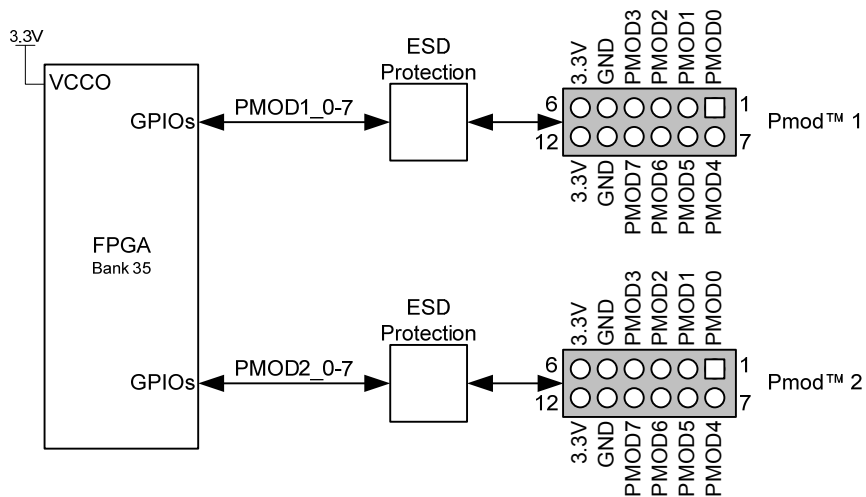 3.3V
VCCO
GPIOs
PMOD1_0-7
ESD
Protection
3.3V
GND
PMOD3
PMOD2
PMOD1
PMOD0
6
1
12
7
3.3V
GND
PMOD7
PMOD6
PMOD5
PMOD4
Pmod™ 1
FPGA
Bank 35
GPIOs
PMOD2_0-7
ESD
Protection
3.3V
GND
PMOD3
PMOD2
PMOD1
PMOD0
6
1
12
7
3.3V
GND
PMOD7
PMOD6
PMOD5
PMOD4
Pmod™ 2